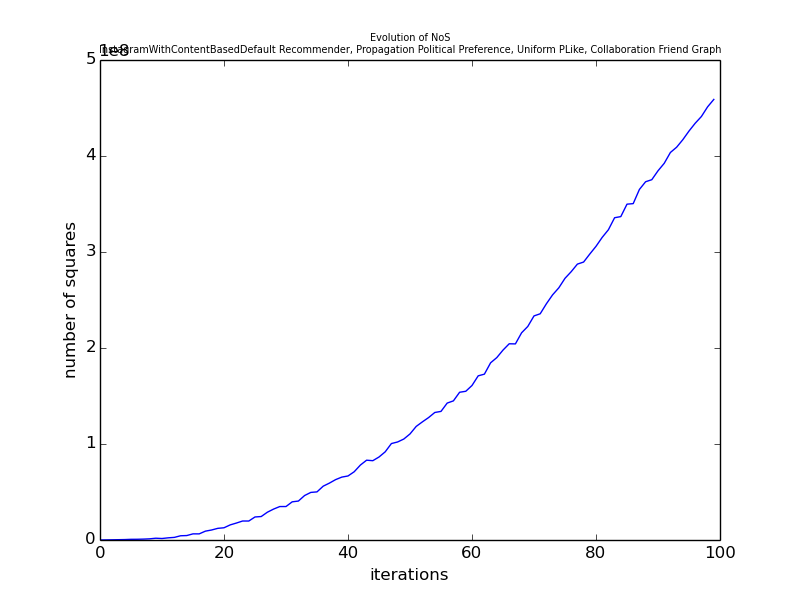 Evolution of NoS
InstagramWithContentBasedDefault Recommender, Propagation Political Preference, Uniform PLike, Collaboration Friend Graph
1e8
5
4
3
2
1
0
number of squares
0 20 40 60 80 100
iterations